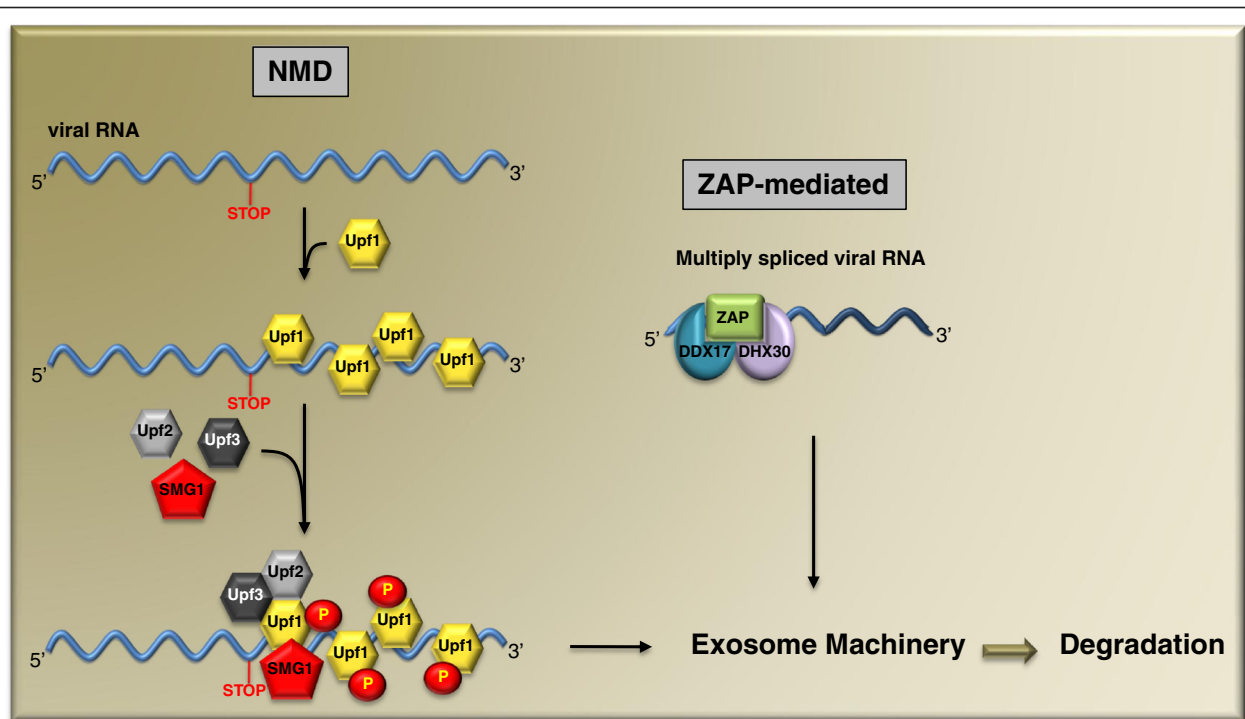 NMD
viral RNA
5’
3’
STOP
Upf1
Upf1
Upf1
Upf1
Upf1
5’
3’
STOP
Upf2
Upf3
SMG1
Upf2
Upf3
Upf1
P
P
Upf1
Upf1
Upf1
5’
3’
SMG1
STOP
P
P
ZAP-mediated
Multiply spliced viral RNA
ZAP
5’
3’
DDX17
DHX30
Exosome Machinery
Degradation